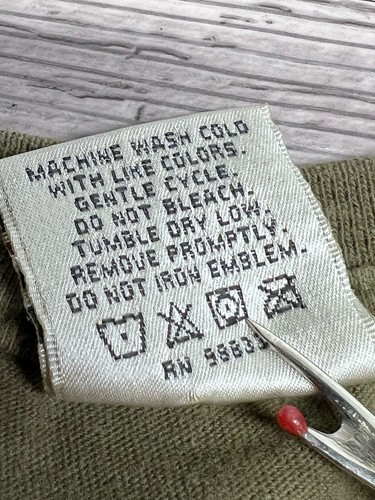 MACHINE WASH COLD
WITH LIKE COLORS.
GENTLE CYCLE.
DO NOT BLEACH.
TUMBLE DRY LOW.
REMOVE PROMPTLY.
DO NOT IRON EMBLEM.
RN